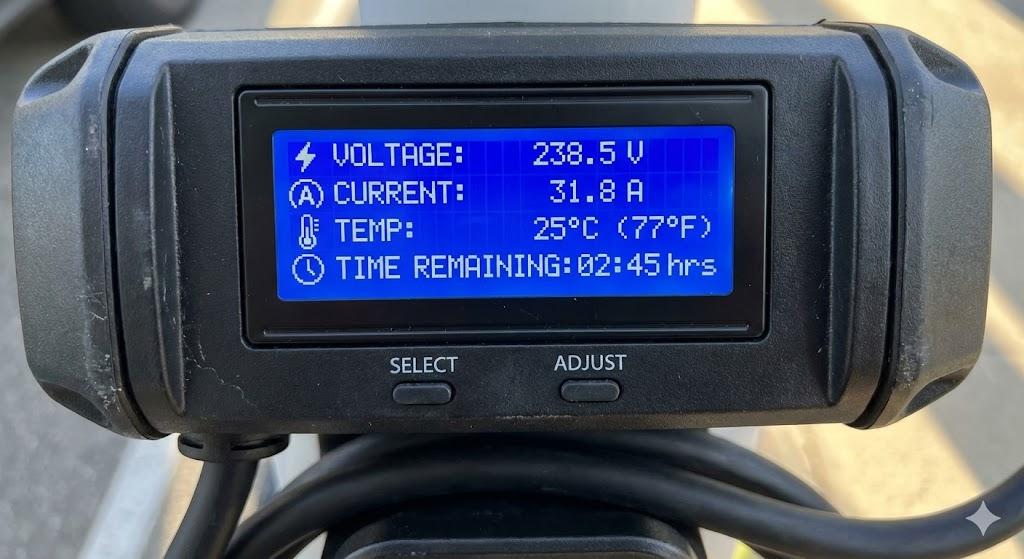 VOLTAGE: 238.5 V
CURRENT: 31.8 A
TEMP: 25°C (77°F)
TIME REMAINING:02:45 hrs
SELECT ADJUST